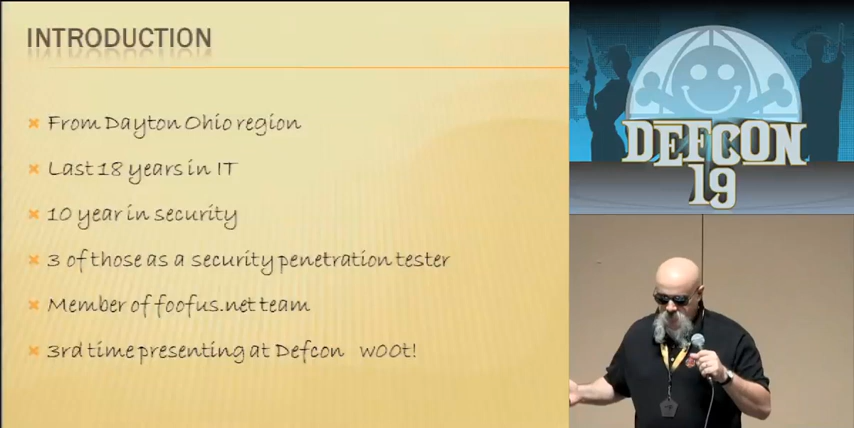 INTRODUCTION
From Dayton Ohio region
Last 18 years in IT
10 year in security
3 of those as a security penetration tester
Member of foofus.net team
3rd time presenting at Defcon w00t!
DEFCON
19